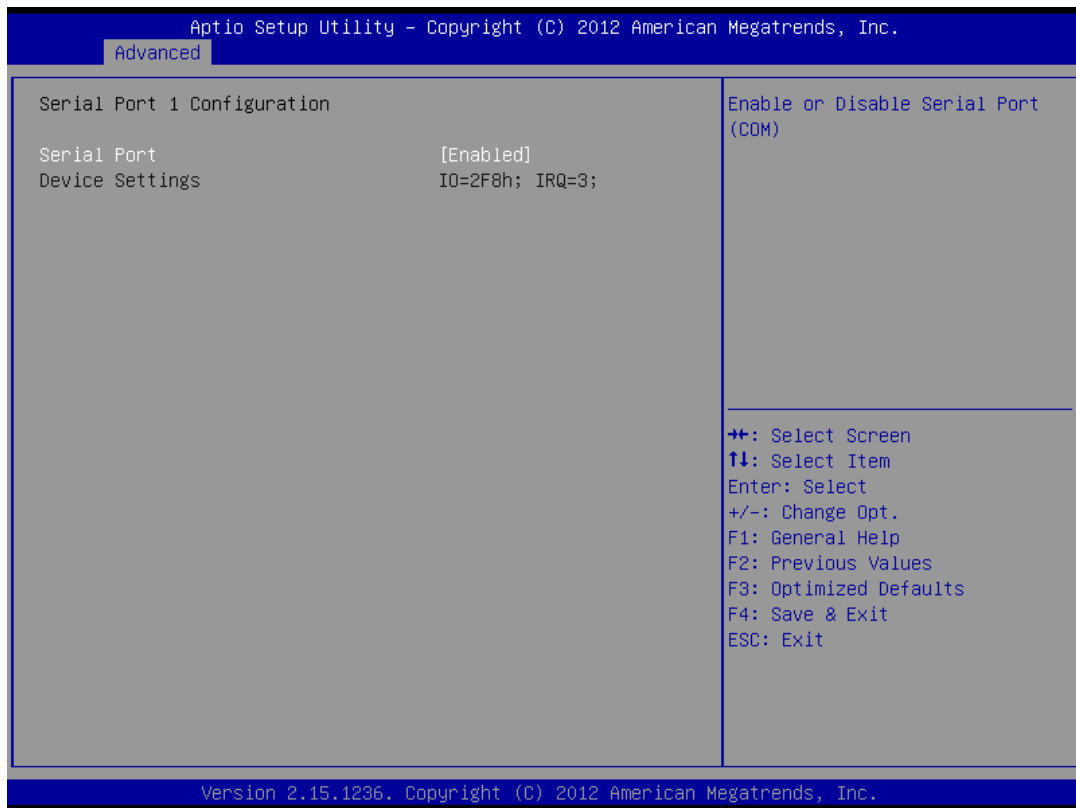 Aptio Setup Utility – Copyright (C) 2012 American Megatrends, Inc.
Advanced
Serial Port 1 Configuration
Serial Port [Enabled]
Device Settings IO=2F8h; IRQ=3;
Enable or Disable Serial Port
(COM)
→←: Select Screen
↑↓: Select Item
Enter: Select
+/-: Change Opt.
F1: General Help
F2: Previous Values
F3: Optimized Defaults
F4: Save & Exit
ESC: Exit
Version 2.15.1236. Copyright (C) 2012 American Megatrends, Inc.